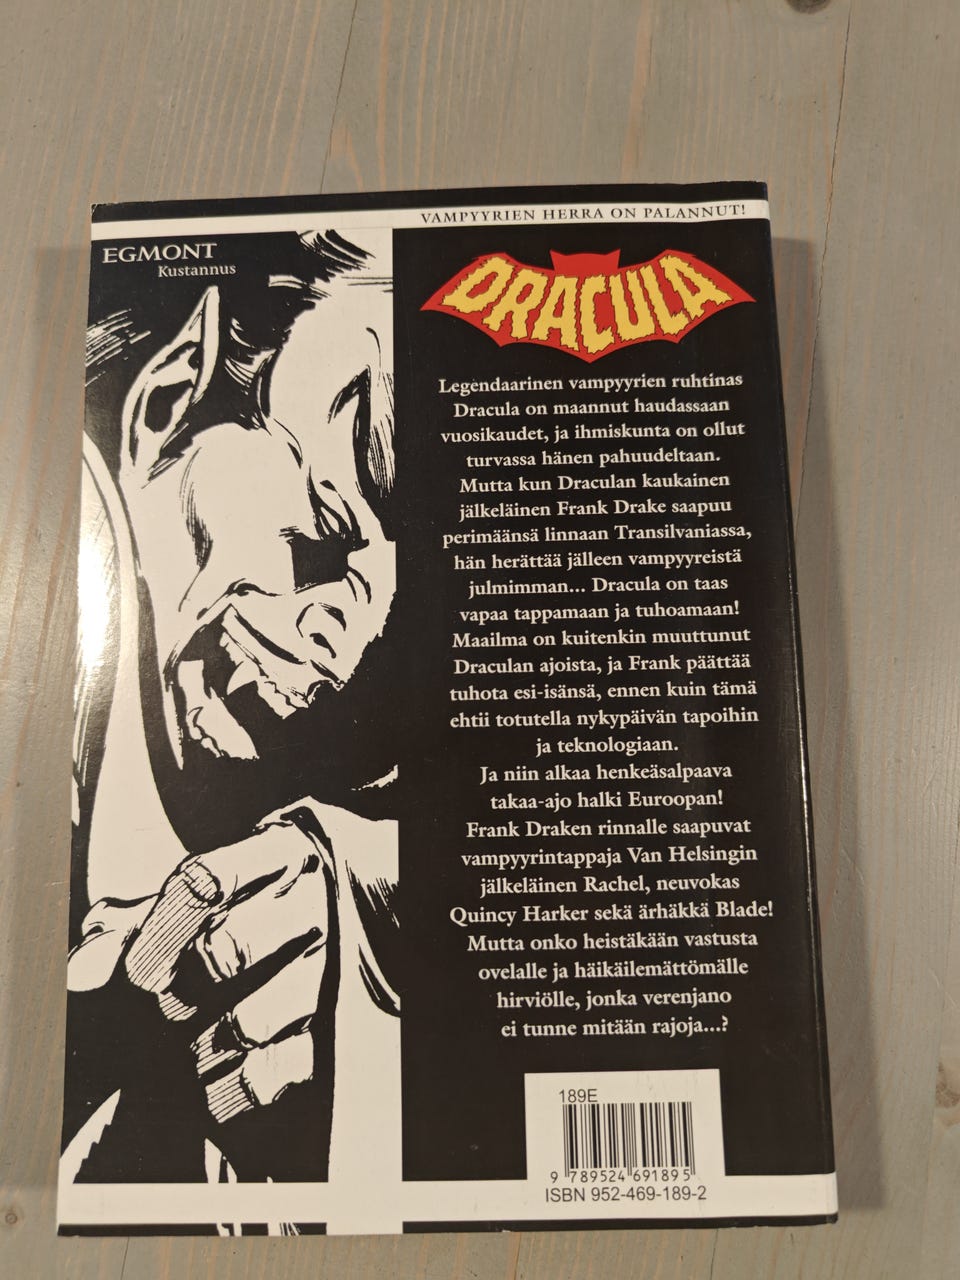 VAMPYYRIEN HERRA ON PALANNUT!
EGMONT
Kustannus
DRACULA
Legendaarinen vampyyrien ruhtinas
Dracula on maannut haudassaan
vuosikaudet, ja ihmiskunta on ollut
turvassa hänen pahuudeltaan.
Mutta kun Draculan kaukainen
jälkeläinen Frank Drake saapuu
perimäänsä linnaan Transilvaniassa,
hän herättää jälleen vampyyreistä
julmimman... Dracula on taas
vapaa tappamaan ja tuhoamaan!
Maailma on kuitenkin muuttunut
Draculan ajoista, ja Frank päättää
tuhota esi-isänsä, ennen kuin tämä
ehtii totutella nykypäivän tapoihin
ja teknologiaan.
Ja niin alkaa henkeäsalpaava
takaa-ajo halki Euroopan!
Frank Draken rinnalle saapuvat
vampyyrintappaja Van Helsingin
jälkeläinen Rachel, neuvokas
Quincy Harker sekä ärhäkkä Blade!
Mutta onko heistäkään vastusta
ovelalle ja häikäilemättömälle
hirviölle, jonka verenjano
ei tunne mitään rajoja...?
189E
9 789524 691895
ISBN 952-469-189-2